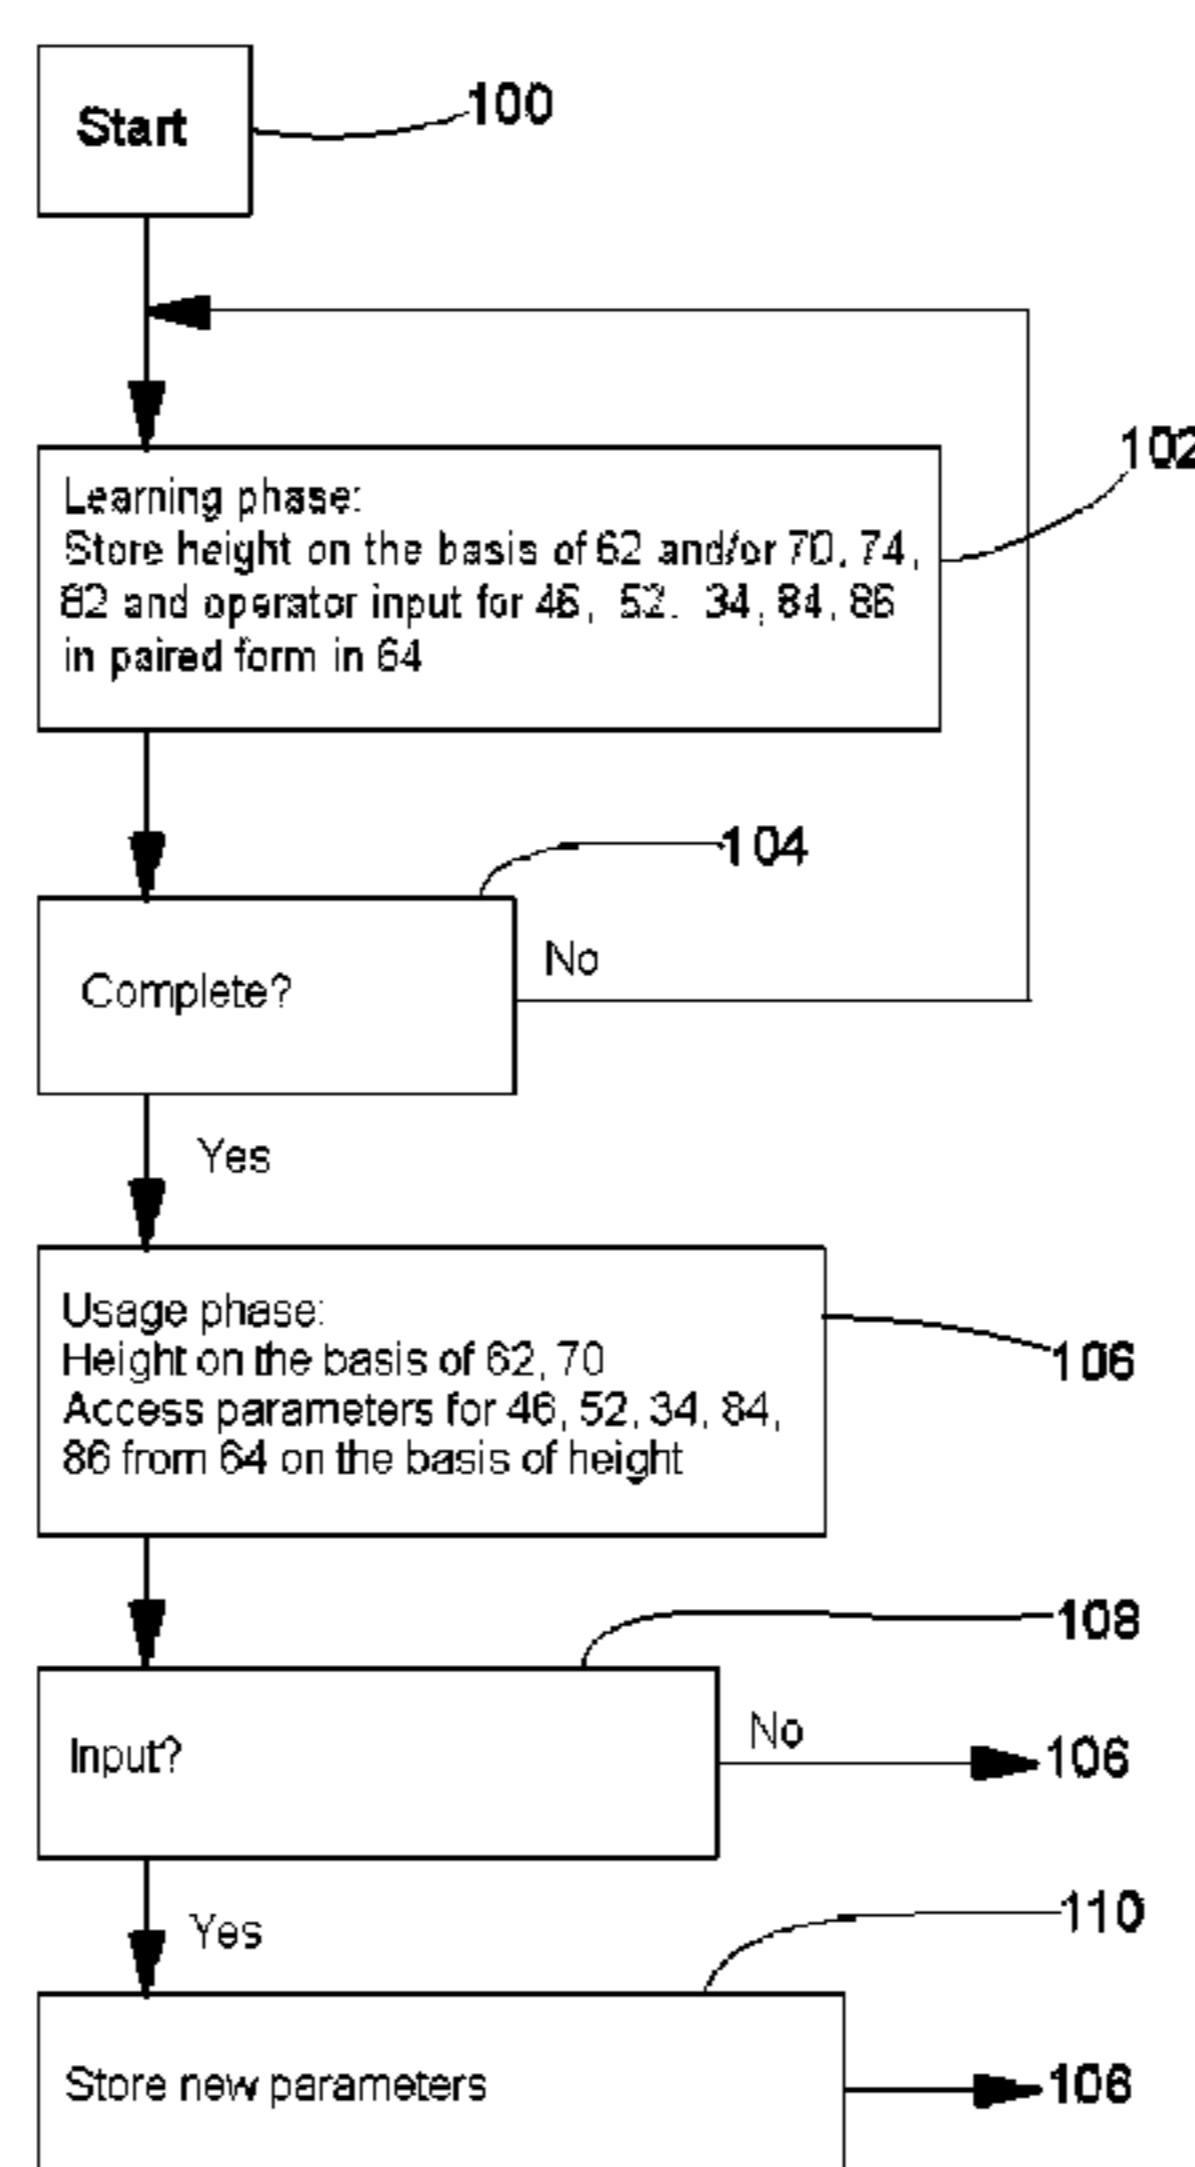 Start
100
102
Learning phase:
Store height on the basis of 62 and/or 70, 74,
82 and operator input for 46, 52. 34, 84, 86
in paired form in 64
104
Complete?
No
Yes
Usage phase:
Height on the basis of 62, 70
Access parameters for 46, 52, 34, 84,
86 from 64 on the basis of height
106
108
Input?
No
106
Yes
110
Store new parameters
106